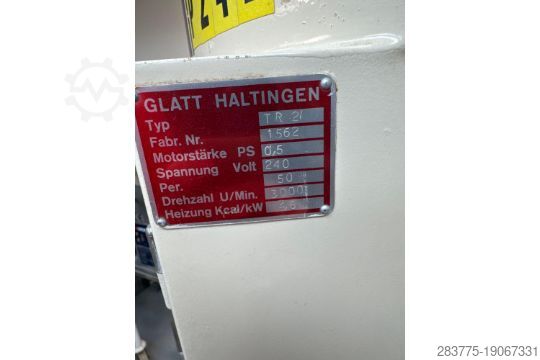 GLATT HALTINGEN
Typ TR 2
Fabr. Nr. 1562
Motorstärke PS 0,5
Spannung Volt 240
Per. 50
Drehzahl U/Min. 3000
Heizung Kcal/kW
283775-19067331